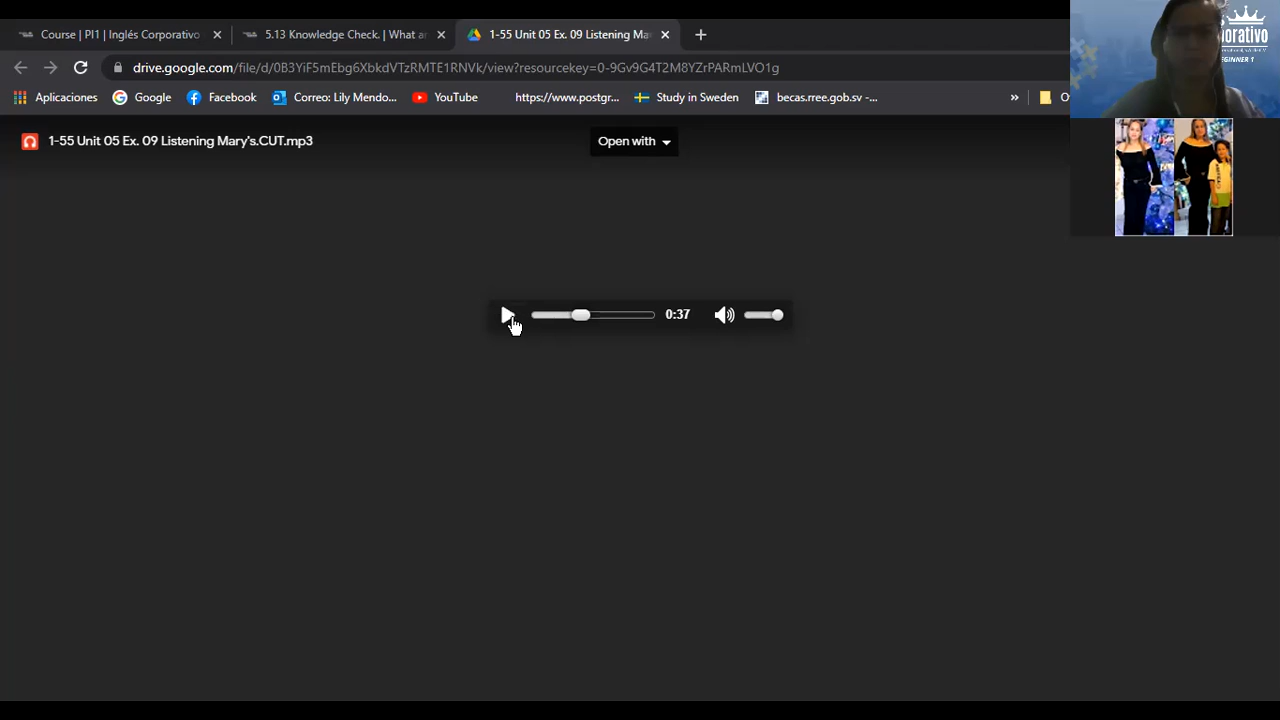 Course | PI1 | Inglés Corporativo
5.13 Knowledge Check. | What ar
1-55 Unit 05 Ex. 09 Listening Mar
drive.google.com/file/d/0B3YiF5mEbg6XbkdVTzRMTE1RNVk/view?resourcekey=0-9Gv9G4T2M8YZrPARmLVO1g
Aplicaciones
Google
Facebook
Correo: Lily Mendo...
YouTube
https://www.postgr...
Study in Sweden
becas.rree.gob.sv -...
»
1-55 Unit 05 Ex. 09 Listening Mary's.CUT.mp3
Open with
0:37
orativo
EGINNER 1